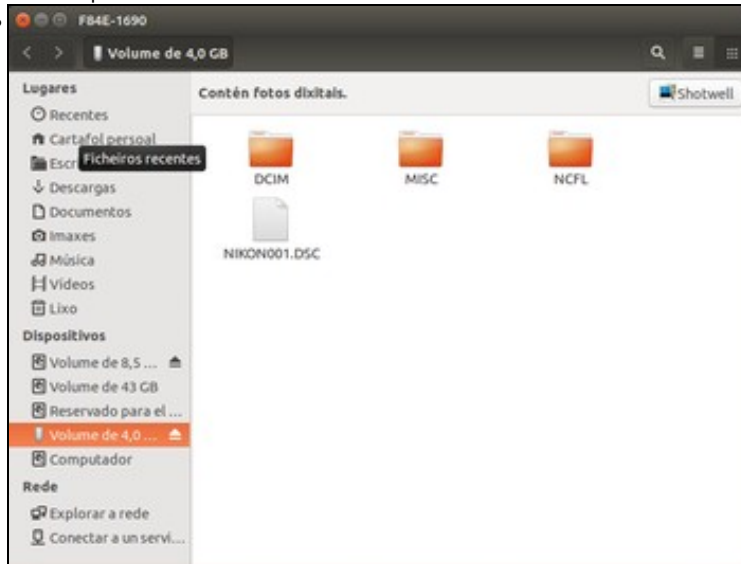 F84E-1690
Volume de 4,0 GB
Lugares
Recentes
Cartafol persoal
Escr
Ficheiros recentes
Descargas
Documentos
Imaxes
Música
Vídeos
Lixo
Dispositivos
Volume de 8,5 ...
Volume de 43 GB
Reservado para el ...
Volume de 4,0 ...
Computador
Rede
Explorar a rede
Conectar a un servi...
Contén fotos dixitais.
Shotwell
DCIM
MISC
NCFL
NIKON001.DSC